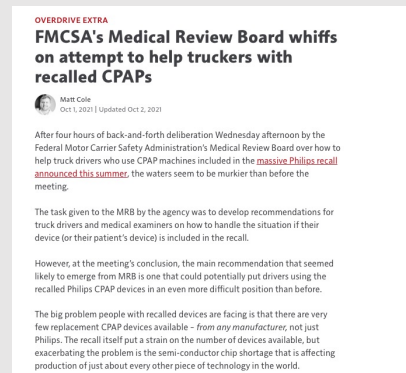 OVERDRIVE EXTRA
FMCSA's Medical Review Board whiffs
on attempt to help truckers with
recalled CPAPs
Matt Cole
Oct 1, 2021 | Updated Oct 2, 2021
After four hours of back-and-forth deliberation Wednesday afternoon by the
Federal Motor Carrier Safety Administration's Medical Review Board over how to
help truck drivers who use CPAP machines included in the massive Philips recall
announced this summer, the waters seem to be murkier than before the
meeting.
The task given to the MRB by the agency was to develop recommendations for
truck drivers and medical examiners on how to handle the situation if their
device (or their patient's device) is included in the recall.
However, at the meeting's conclusion, the main recommendation that seemed
likely to emerge from MRB is one that could potentially put drivers using the
recalled Philips CPAP devices in an even more difficult position than before.
The big problem people with recalled devices are facing is that there are very
few replacement CPAP devices available – from any manufacturer, not just
Philips. The recall itself put a strain on the number of devices available, but
exacerbating the problem is the semi-conductor chip shortage that is affecting
production of just about every other piece of technology in the world.